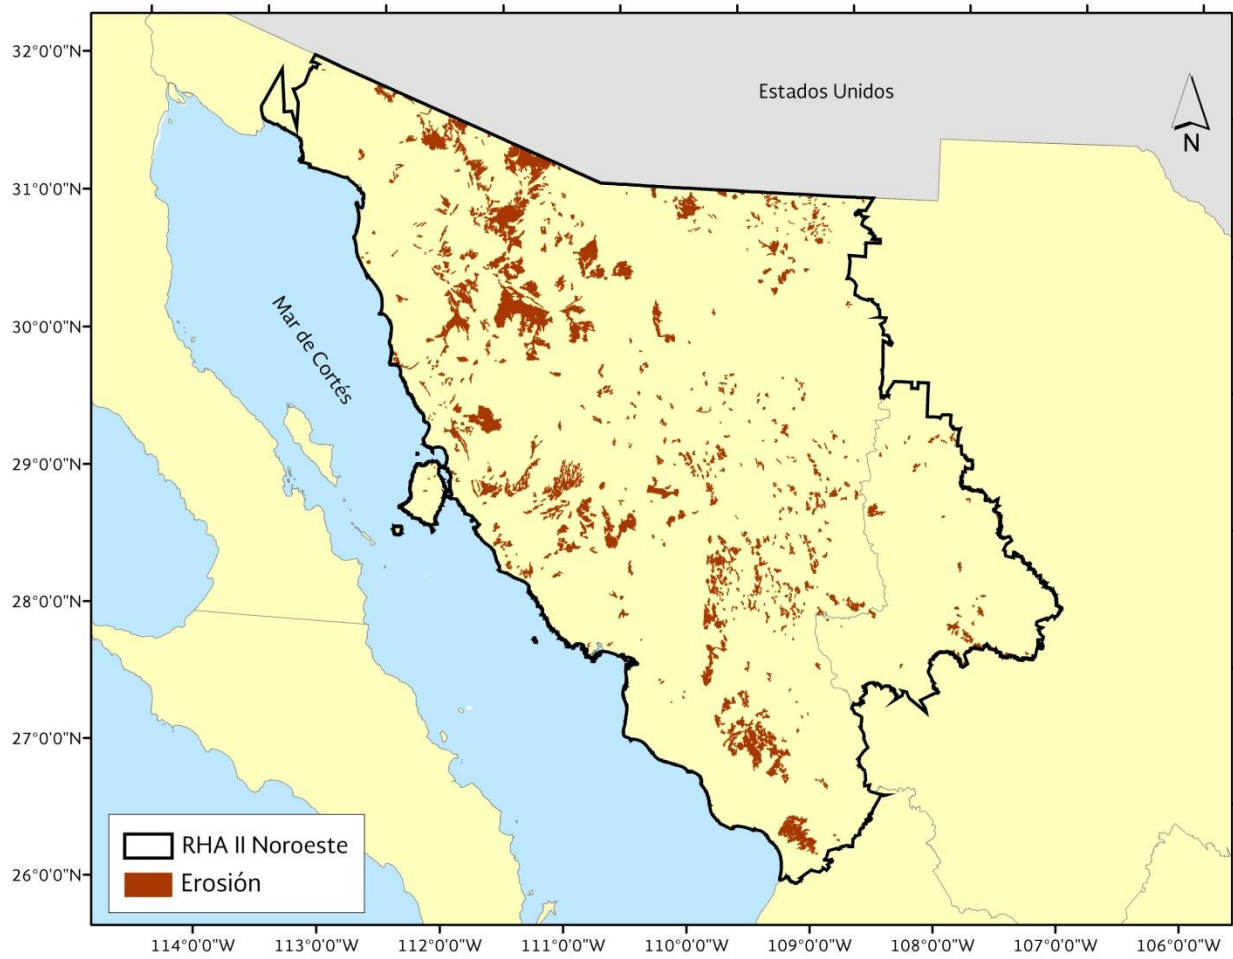 32°0'0"N
31°0'0"N
30°0'0"N
29°0'0"N
28°0'0"N
27°0'0"N
26°0'0"N
Estados Unidos
N
Mar de Cortés
RHA II Noroeste
Erosión
114°0'0"W
113°0'0"W
112°0'0"W
111°0'0"W
110°0'0"W
109°0'0"W
108°0'0"W
107°0'0"W
106°0'0"W